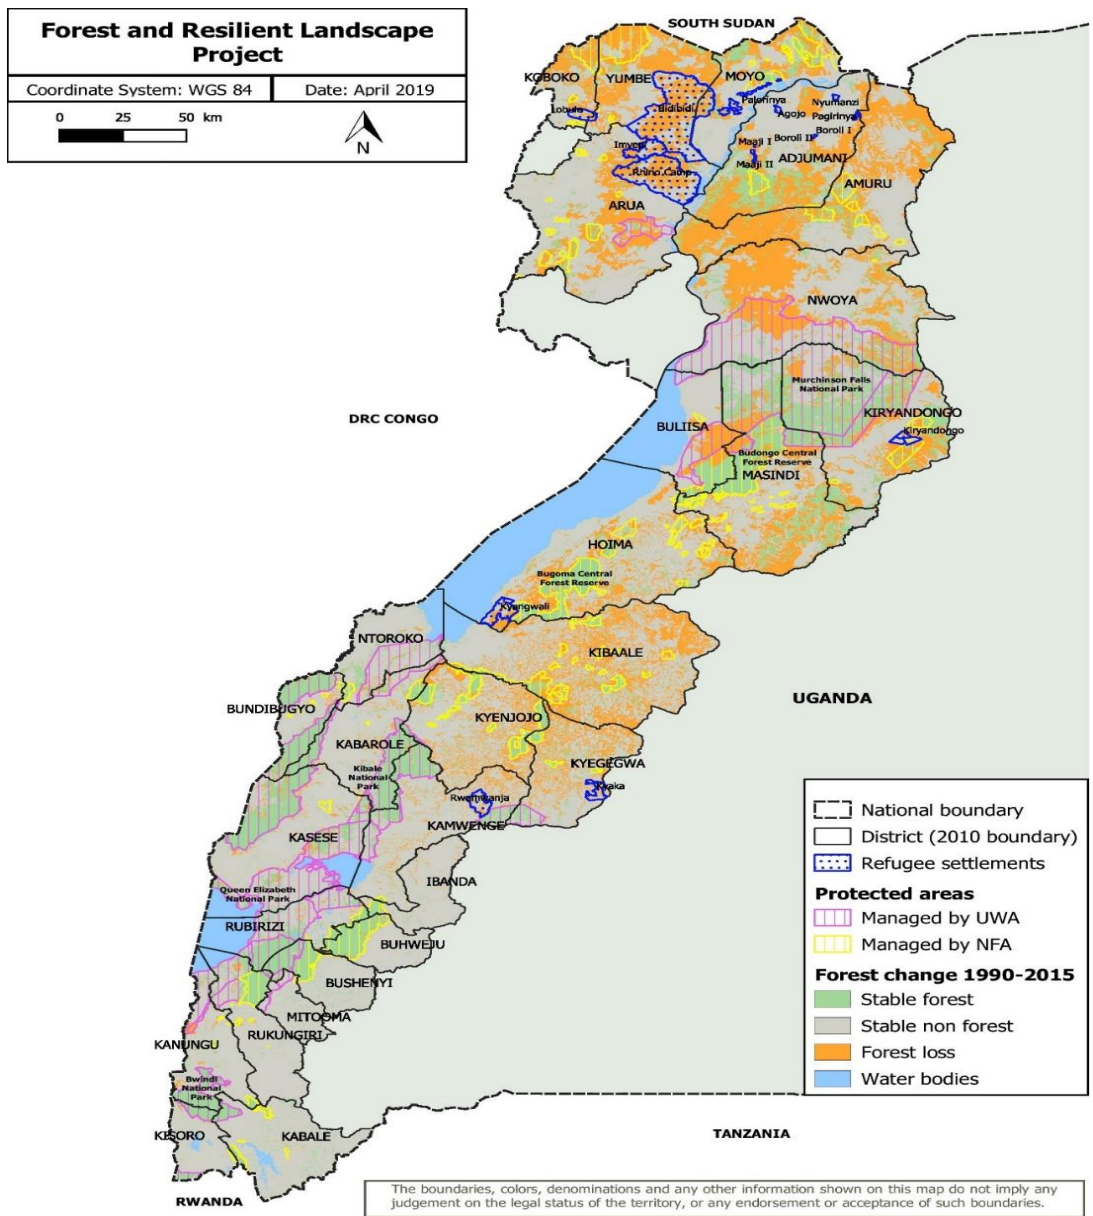 Forest and Resilient Landscape
Project
Coordinate System: WGS 84
Date: April 2019
0 25 50 km
N
SOUTH SUDAN
KOBOKO
YUMBE
MOYO
Lobule
Bidibidi
Palorinya
Nyumanzi
Agojo
Pagirinya
Boroli I
Boroli II
Maaji I
Imvepi
ADJUMANI
Maaji II
Rhino Camp
AMURU
ARUA
NWOYA
Murchinson Falls
National Park
KIRYANDONGO
Kiryandongo
DRC CONGO
BULIISA
Budongo Central
Forest Reserve
MASINDI
HOIMA
Bugoma Central
Forest Reserve
Kyangwali
NTOROKO
KIBAALE
UGANDA
BUNDIBUGYO
KYENJOJO
KABAROLE
KYEGEGWA
Kibale
National
Park
Kyaka
Rwamwanja
KAMWENGE
KASESE
IBANDA
Queen Elizabeth
National Park
RUBIRIZI
BUHWEJU
BUSHENYI
MITOOMA
RUKUNGIRI
KANUNGU
Bwindi
National
Park
KISORO
KABALE
TANZANIA
RWANDA
National boundary
District (2010 boundary)
Refugee settlements
Protected areas
Managed by UWA
Managed by NFA
Forest change 1990-2015
Stable forest
Stable non forest
Forest loss
Water bodies
The boundaries, colors, denominations and any other information shown on this map do not imply any
judgement on the legal status of the territory, or any endorsement or acceptance of such boundaries.